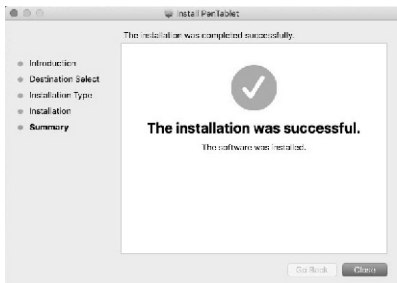 Install PenTablet
The installation was completed successfully.
Introduction
Destination Select
Installation Type
Installation
Summary
The installation was successful.
The software was installed.
Go Back
Close